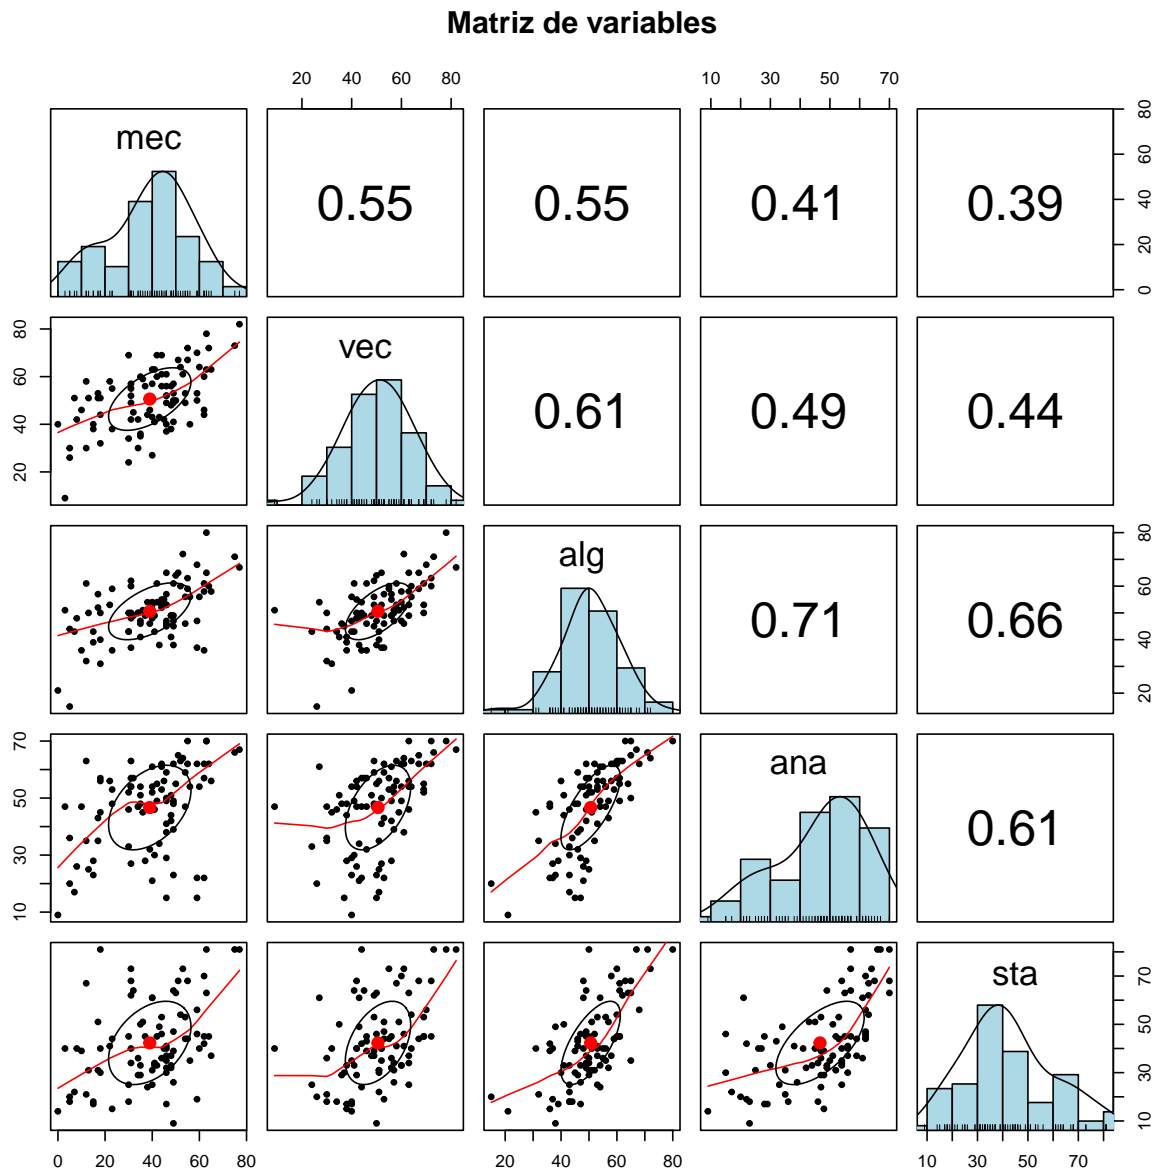 Matriz de variables
20 40 60 80 10 30 50 70
mec 0.55 0.55 0.41 0.39
0 20 40 60 80
20 40 60 80
vec 0.61 0.49 0.44
alg 0.71 0.66
20 40 60 80
10 30 50 70
ana 0.61
sta
10 30 50 70
0 20 40 60 80 20 40 60 80 10 30 50 70